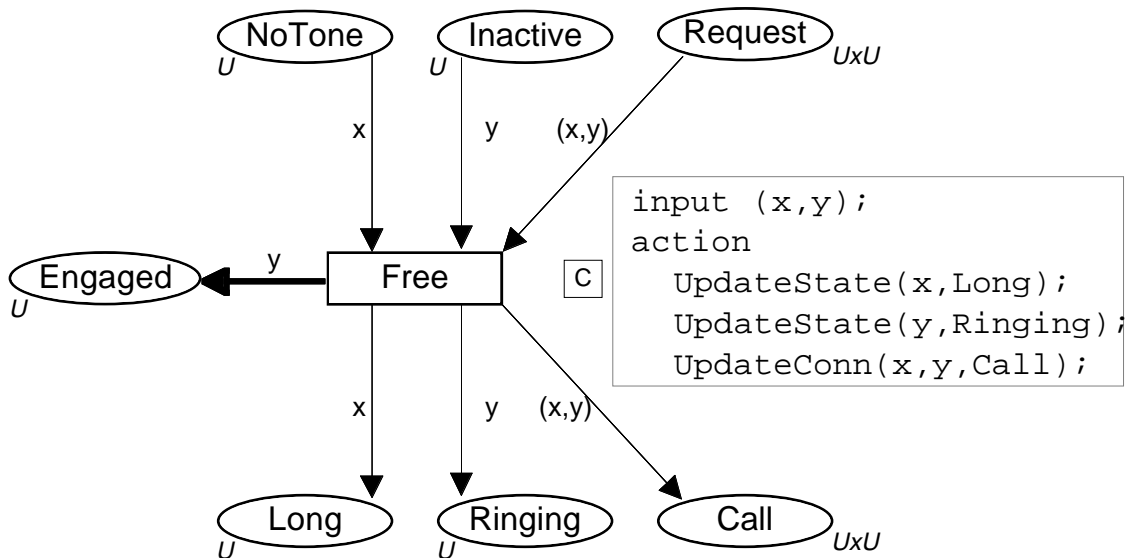 NoTone
Inactive
Request
U
U
UxU
x
y
(x,y)
input (x,y);
action
UpdateState(x,Long);
UpdateState(y,Ringing);
UpdateConn(x,y,Call);
C
y
Engaged
Free
U
x
y
(x,y)
Long
Ringing
Call
U
U
UxU